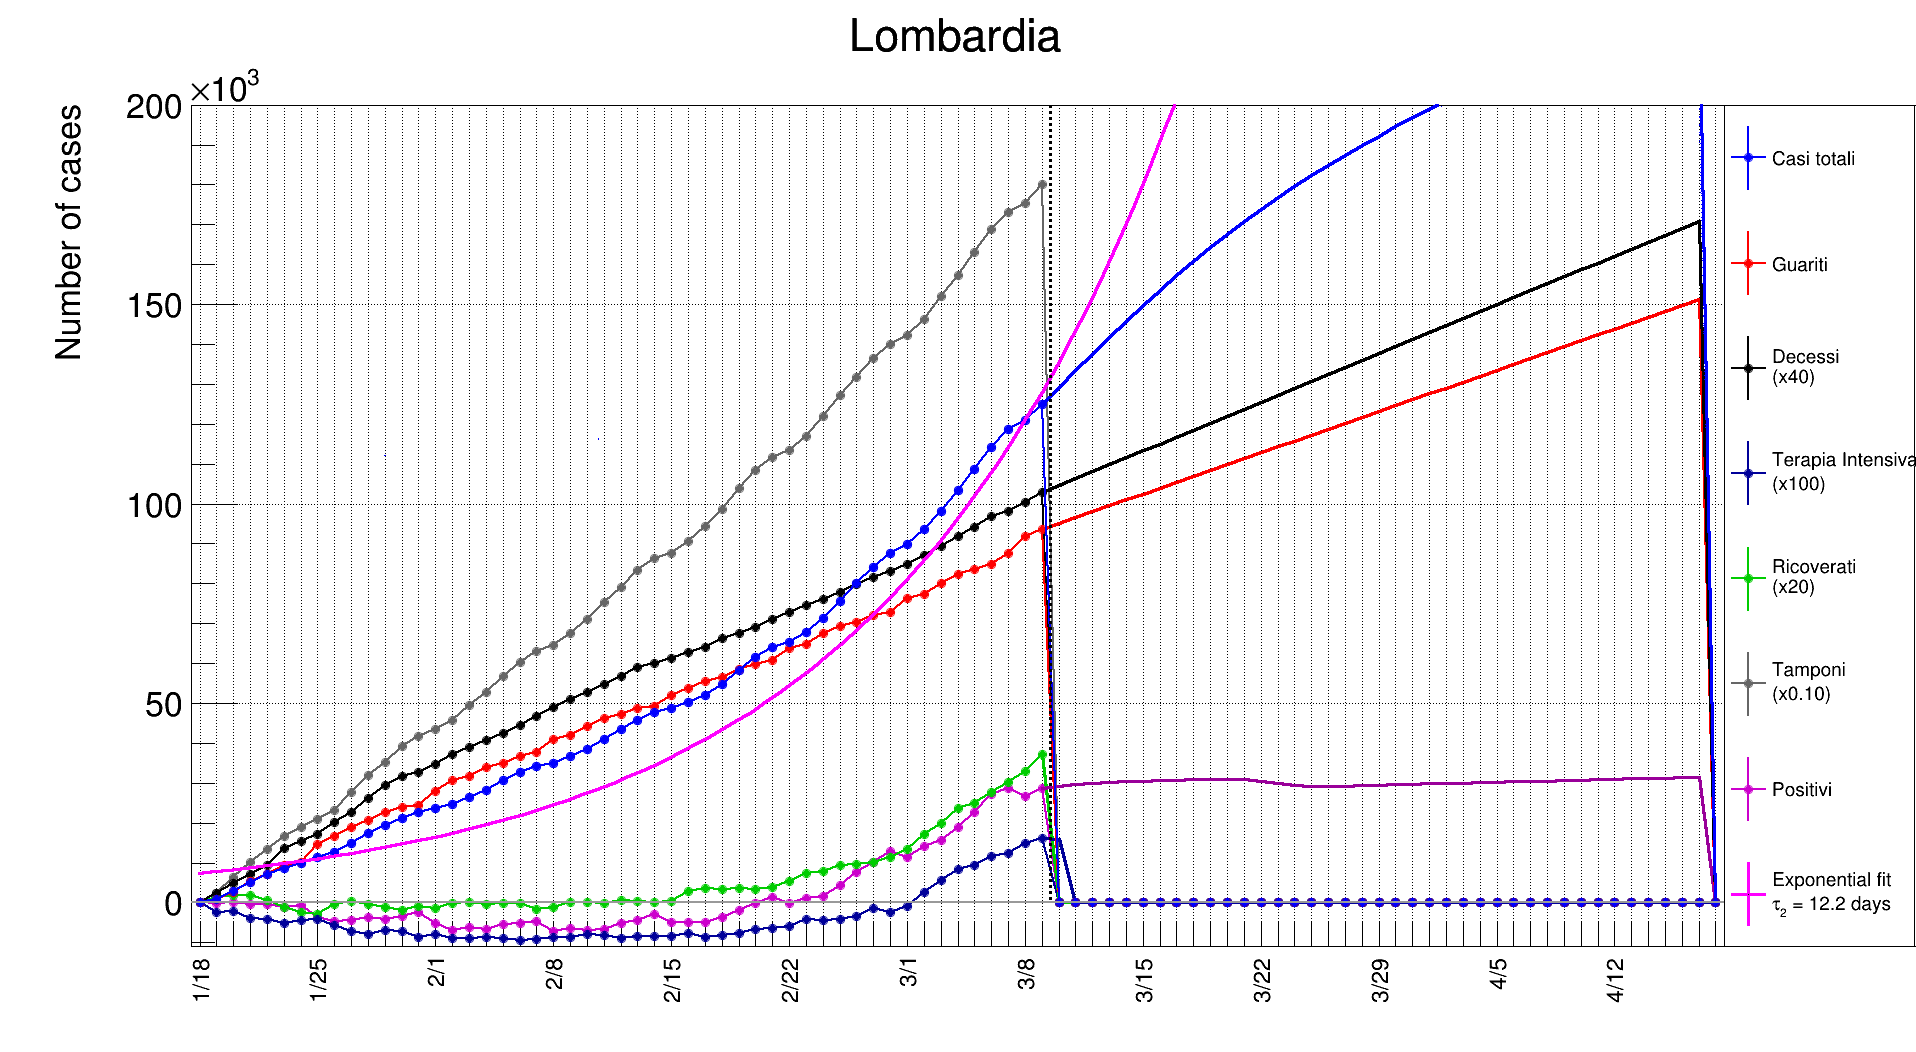 Lombardia
×10³
Number of cases
200
150
100
50
0
1/18
1/25
2/1
2/8
2/15
2/22
3/1
3/8
3/15
3/22
3/29
4/5
4/12
Casi totali
Guariti
Decessi
(x40)
Terapia Intensiva
(x100)
Ricoverati
(x20)
Tamponi
(x0.10)
Positivi
Exponential fit
τ₂ = 12.2 days